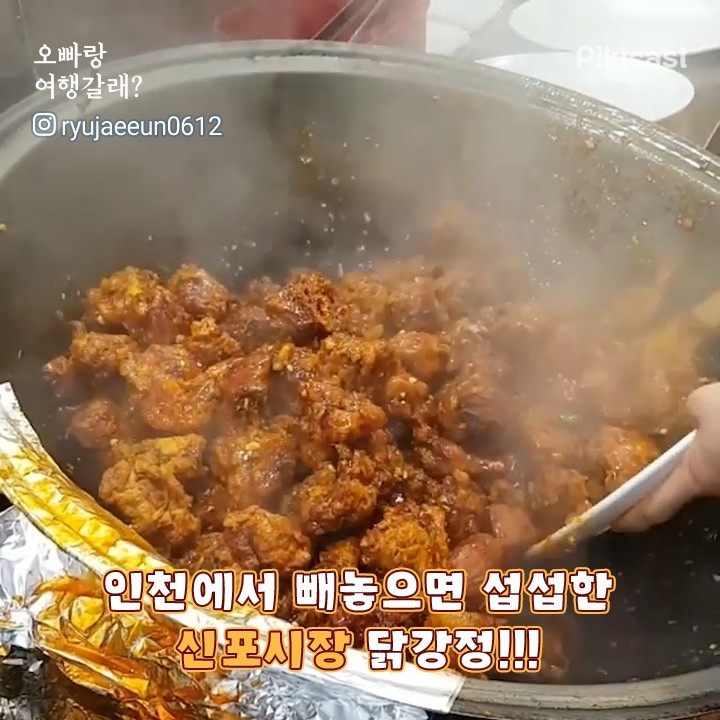 오빠랑
여행갈래?
Pikicast
ryujaeeun0612
인천에서 빼놓으면 섭섭한
신포시장 닭강정!!!